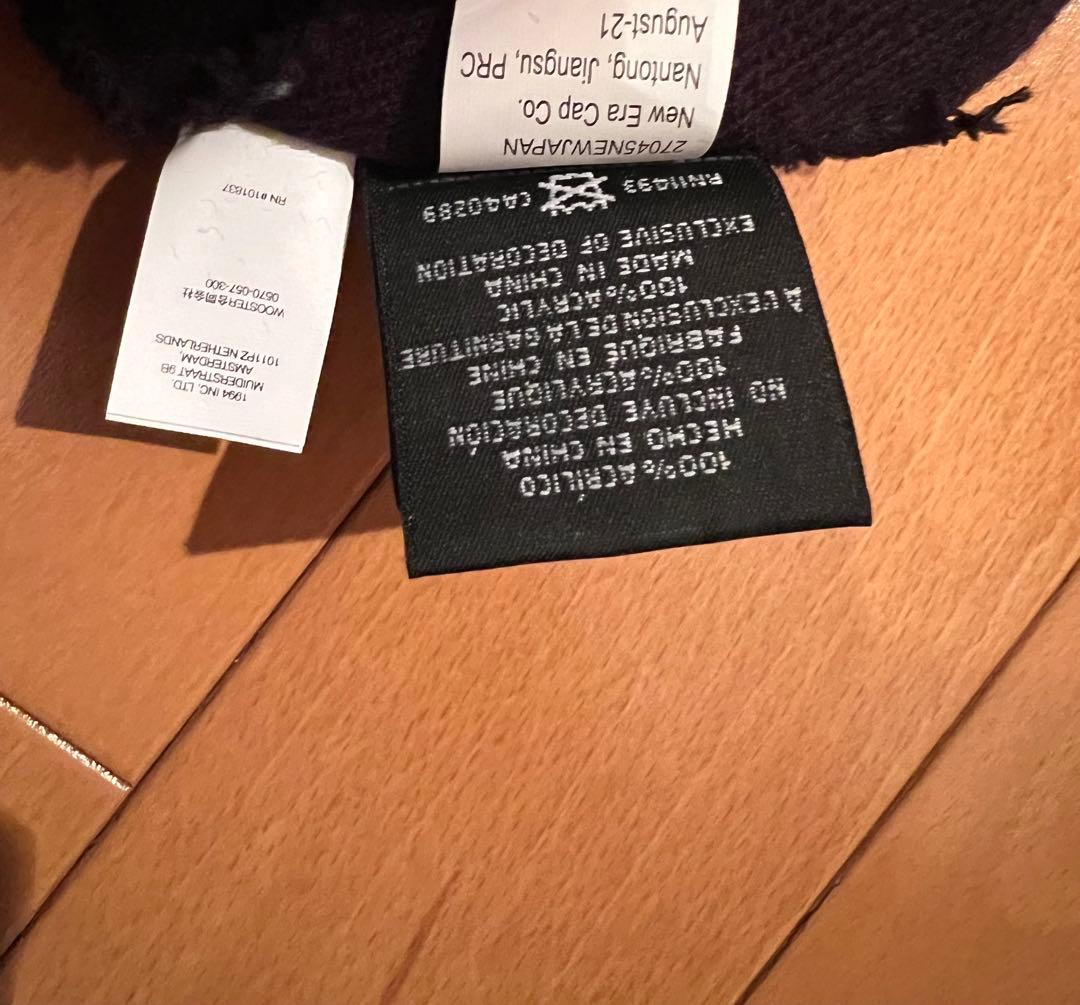 100% ACRÍLICO
HECHO EN CHINA
NO INCLUYE DECORACIÓN
100% ACRYLIQUE
FABRIQUÉ EN CHINE
À L'EXCLUSION DE LA GARNITURE
100% ACRYLIC
MADE IN CHINA
EXCLUSIVE OF DECORATION
RN11493 CA40289
27045NEWJAPAN
New Era Cap Co.
Nantong, Jiangsu, PRC
August-21
1994 INC, LTD.
MUIDERSTRAAT 9B
AMSTERDAM,
1011PZ NETHERLANDS
WOOSTER合同会社
0570-057-300
RN #101837